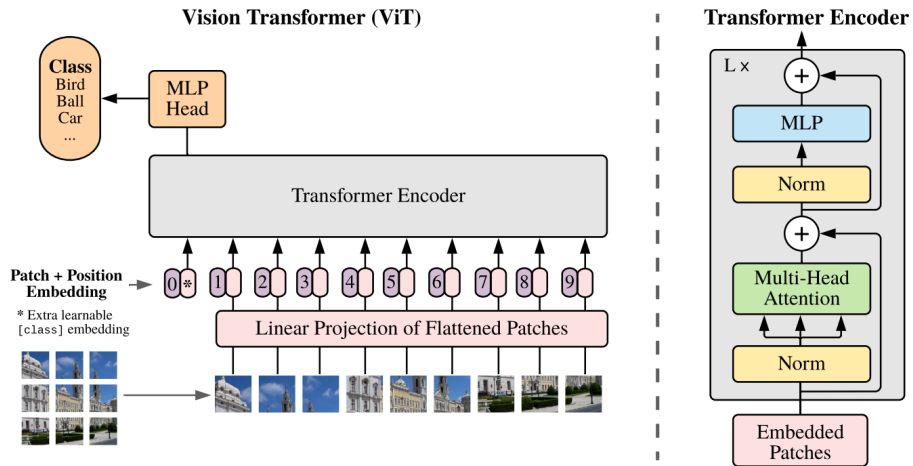 Vision Transformer (ViT)
Class
Bird
Ball
Car
...
MLP
Head
Transformer Encoder
Patch + Position
Embedding
0 * 1 2 3 4 5 6 7 8 9
* Extra learnable
[class] embedding
Linear Projection of Flattened Patches
Transformer Encoder
L x
+
MLP
Norm
+
Multi-Head
Attention
Norm
Embedded
Patches